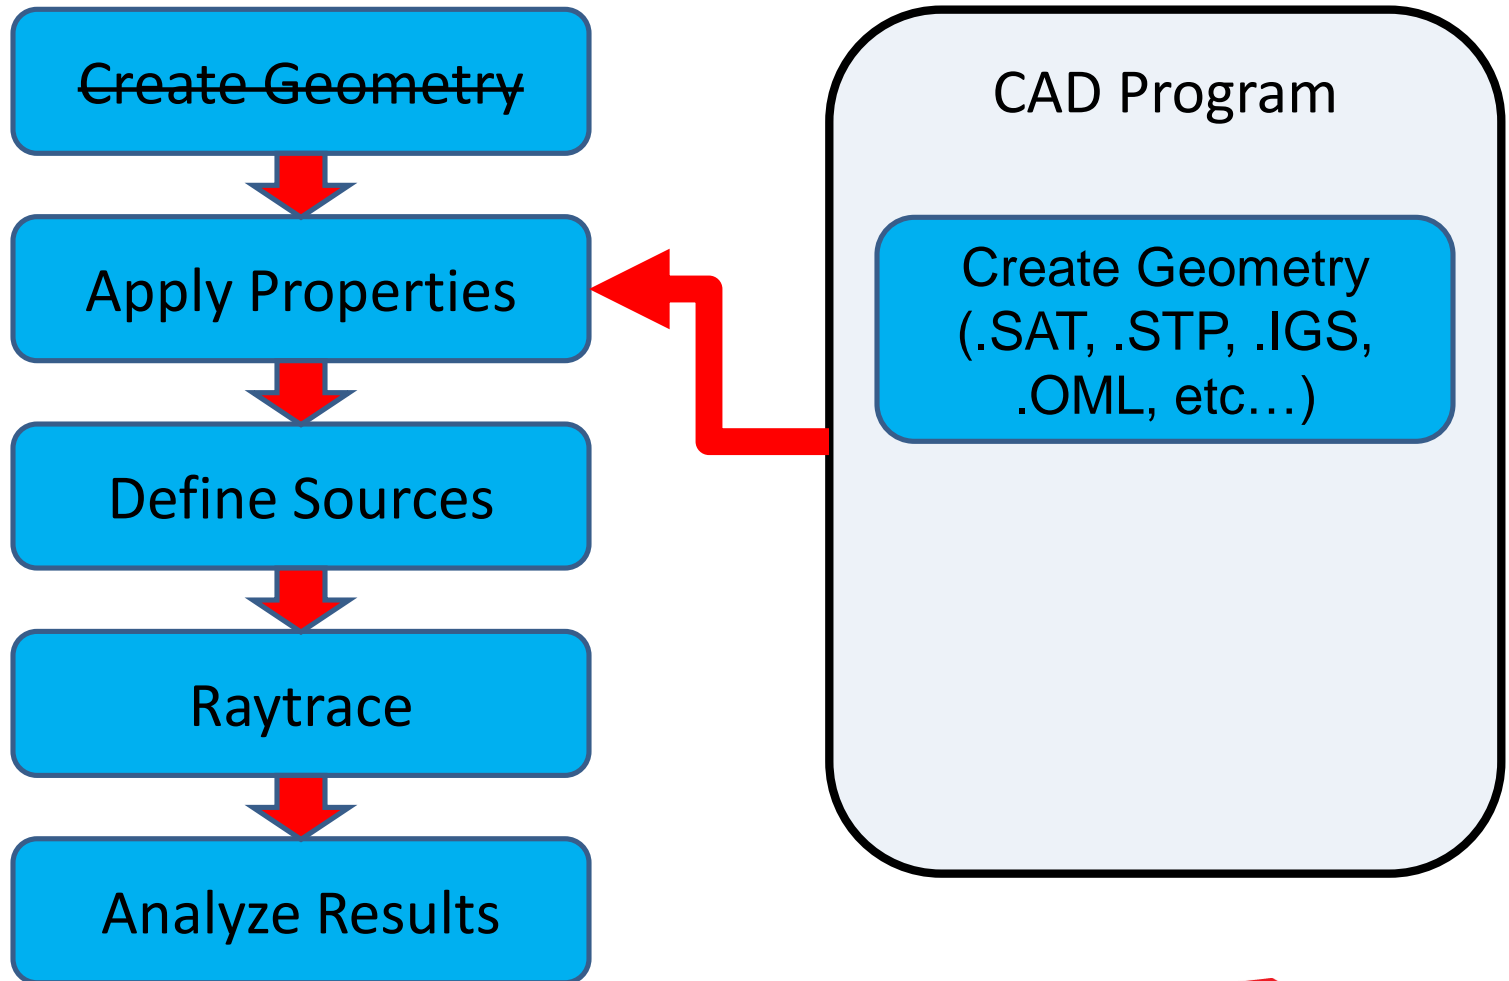 Create Geometry
Apply Properties
Define Sources
Raytrace
Analyze Results
CAD Program
Create Geometry
(.SAT, .STP, .IGS,
.OML, etc…)